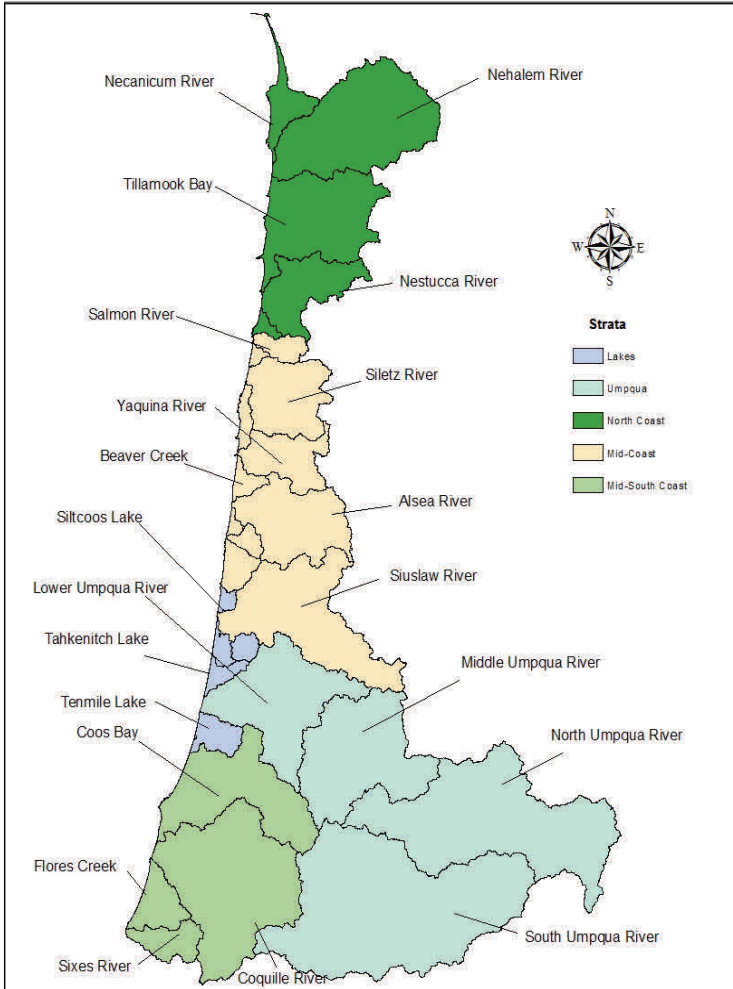 Necanicum River
Nehalem River
Tillamook Bay
N
W
E
S
Nestucca River
Salmon River
Strata
Lakes
Siletz River
Umpqua
Yaquina River
North Coast
Beaver Creek
Mid-Coast
Mid-South Coast
Alsea River
Siltcoos Lake
Siuslaw River
Lower Umpqua River
Tahkenitch Lake
Middle Umpqua River
Tenmile Lake
Coos Bay
North Umpqua River
Flores Creek
South Umpqua River
Sixes River
Coquille River